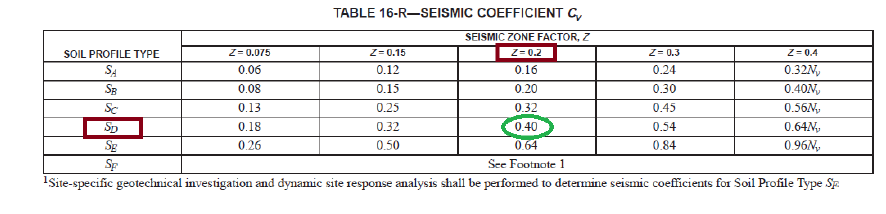 TABLE 16-R—SEISMIC COEFFICIENT Cv
SEISMIC ZONE FACTOR, Z
SOIL PROFILE TYPE Z = 0.075 Z = 0.15 Z = 0.2 Z = 0.3 Z = 0.4
SA 0.06 0.12 0.16 0.24 0.32Nv
SB 0.08 0.15 0.20 0.30 0.40Nv
SC 0.13 0.25 0.32 0.45 0.56Nv
SD 0.18 0.32 0.40 0.54 0.64Nv
SE 0.26 0.50 0.64 0.84 0.96Nv
SF See Footnote 1
1Site-specific geotechnical investigation and dynamic site response analysis shall be performed to determine seismic coefficients for Soil Profile Type SF.